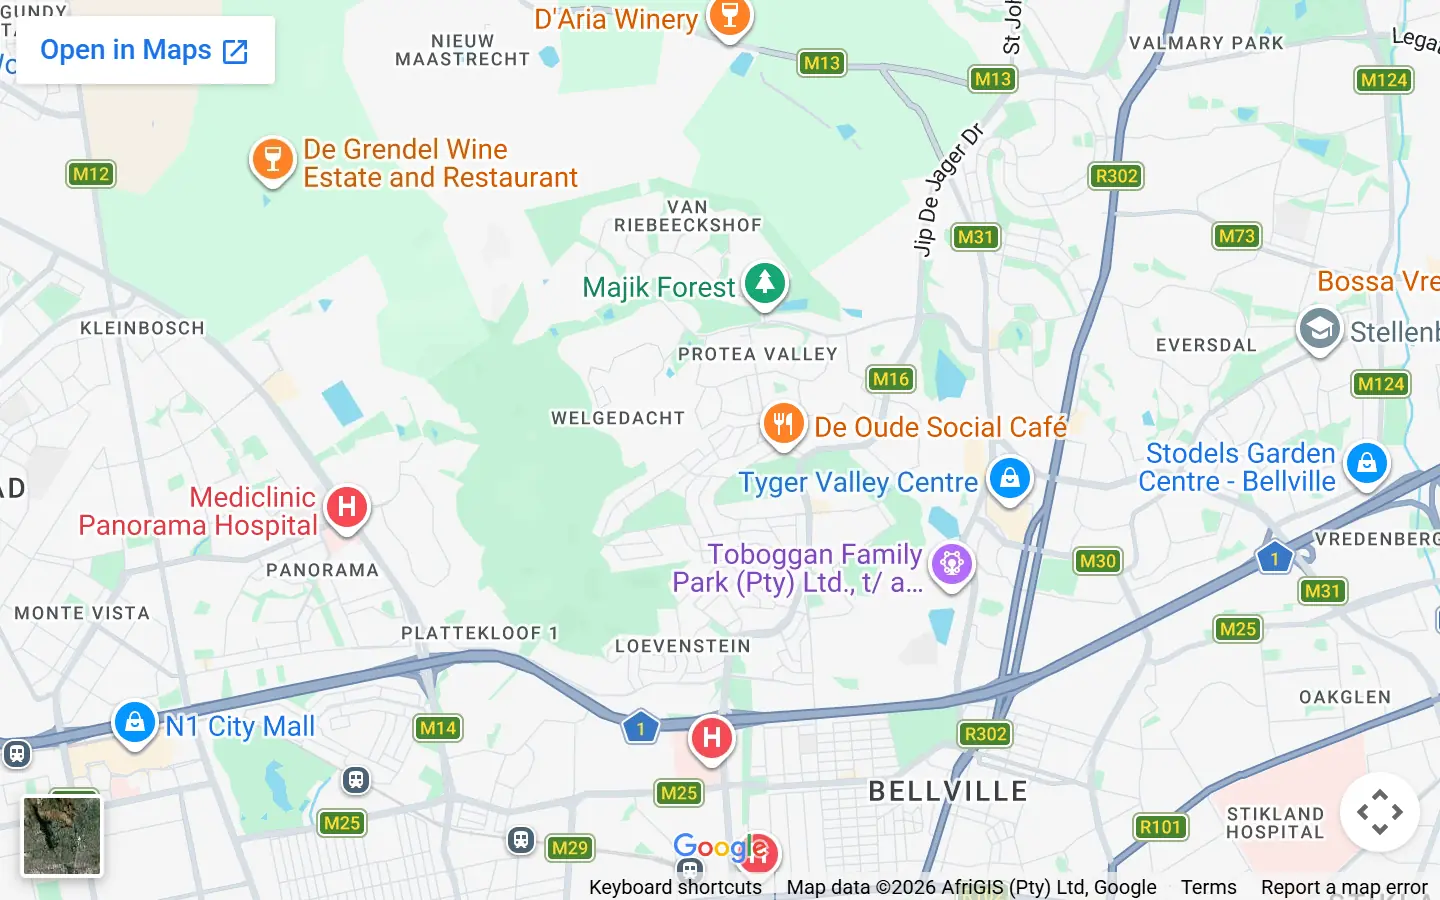 GUNDY
Open in Maps
D'Aria Winery
St Joh
Legat
VALMARY PARK
NIEUW
MAASTRECHT
M13
M13
M124
De Grendel Wine
Estate and Restaurant
M12
R302
Jip De Jager Dr
VAN
RIEBEECKSHOF
M31
M73
Majik Forest
Bossa Vre
KLEINBOSCH
Stellenb
EVERSDAL
PROTEA VALLEY
M16
M124
WELGEDACHT
De Oude Social Café
Stodels Garden
Centre - Bellville
Tyger Valley Centre
AD
Mediclinic
Panorama Hospital
VREDENBERG
Toboggan Family
Park (Pty) Ltd., t/ a...
M30
1
PANORAMA
M31
MONTE VISTA
M25
PLATTEKLOOF 1
LOEVENSTEIN
OAKGLEN
N1 City Mall
M14
1
H
R302
M25
BELLVILLE
M25
R101
STIKLAND
HOSPITAL
M29
Google
Keyboard shortcuts
Map data ©2026 AfriGIS (Pty) Ltd, Google
Terms
Report a map error